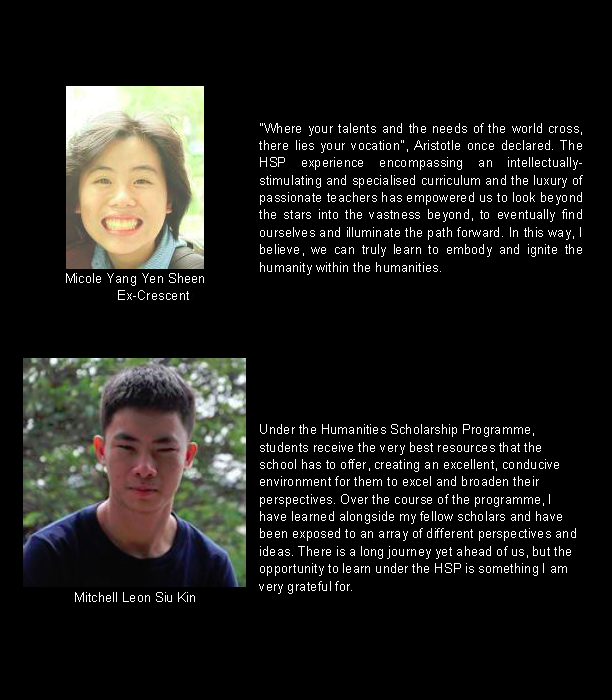 "Where your talents and the needs of the world cross,
there lies your vocation", Aristotle once declared. The
HSP experience encompassing an intellectually-
stimulating and specialised curriculum and the luxury of
passionate teachers has empowered us to look beyond
the stars into the vastness beyond, to eventually find
ourselves and illuminate the path forward. In this way, I
believe, we can truly learn to embody and ignite the
humanity within the humanities.
Micole Yang Yen Sheen
Ex-Crescent
Under the Humanities Scholarship Programme,
students receive the very best resources that the
school has to offer, creating an excellent, conducive
environment for them to excel and broaden their
perspectives. Over the course of the programme, I
have learned alongside my fellow scholars and have
been exposed to an array of different perspectives and
ideas. There is a long journey yet ahead of us, but the
opportunity to learn under the HSP is something I am
very grateful for.
Mitchell Leon Siu Kin